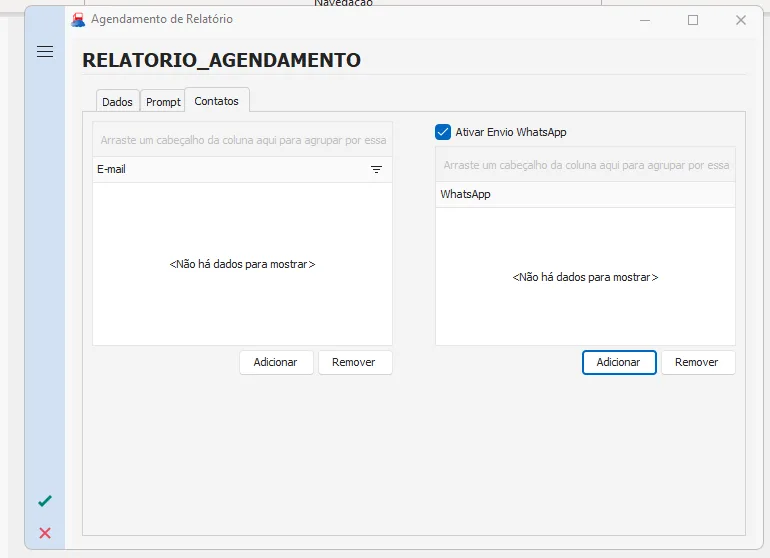 Navegação
Agendamento de Relatório
RELATORIO_AGENDAMENTO
Dados
Prompt
Contatos
Arraste um cabeçalho da coluna aqui para agrupar por essa
E-mail
<Não há dados para mostrar>
Adicionar
Remover
Ativar Envio WhatsApp
Arraste um cabeçalho da coluna aqui para agrupar por essa
WhatsApp
<Não há dados para mostrar>
Adicionar
Remover